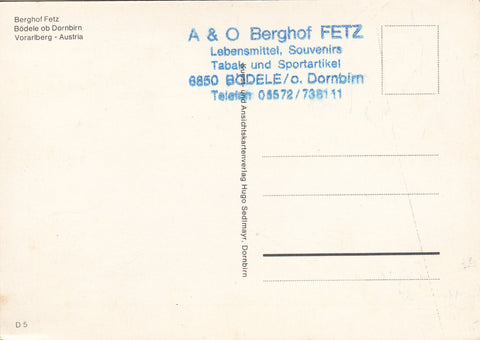 Berghof Fetz
Bödele ob Dornbirn
Vorarlberg - Austria
A & O Berghof FETZ
Lebensmittel, Souvenirs
Tabak und Sportartikel
6850 BÖDELE/o. Dornbirn
Telefon 05572/738111
und Ansichtskartenverlag Hugo Sedlmayr, Dornbirn
D 5